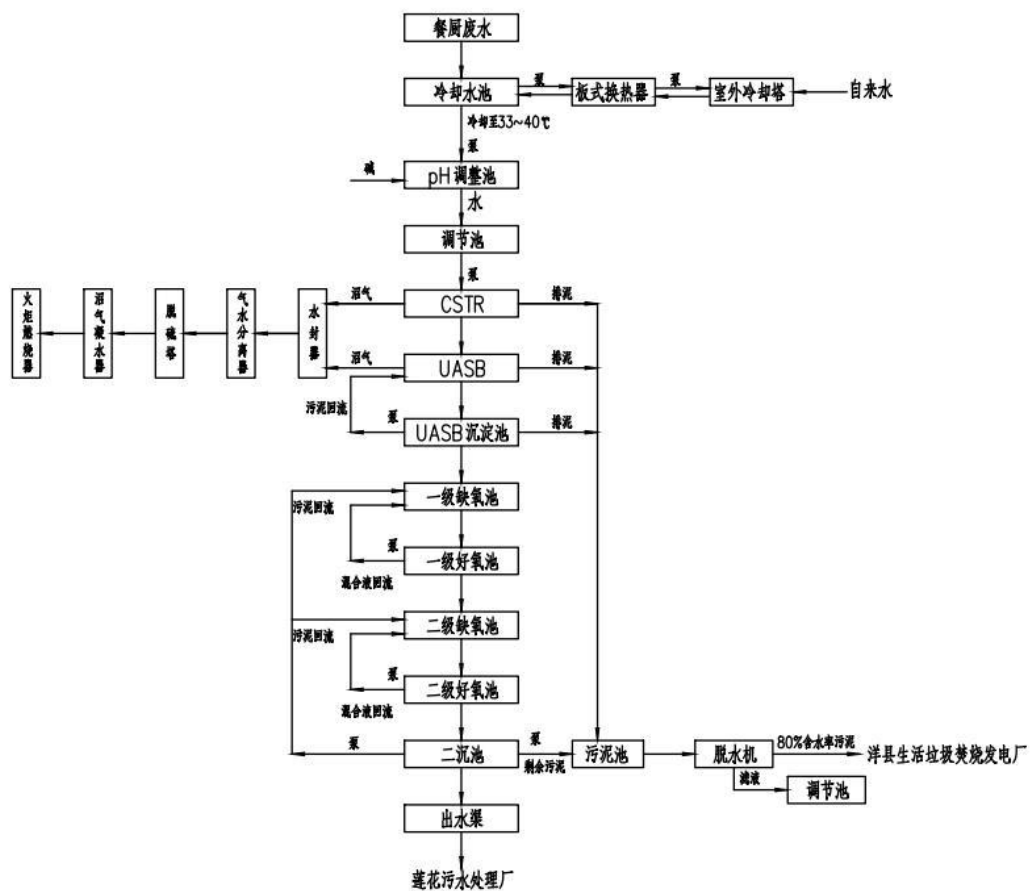 餐厨废水
冷却水池
泵
板式换热器
泵
室外冷却塔
自来水
冷却至33~40℃
泵
碱
pH调整池
水
调节池
泵
火炬燃烧器
沼气凝水器
脱硫塔
气水分离器
水封器
沼气
CSTR
排泥
沼气
UASB
排泥
污泥回流
泵
UASB沉淀池
排泥
污泥回流
一级缺氧池
泵
一级好氧池
混合液回流
二级缺氧池
污泥回流
泵
二级好氧池
混合液回流
泵
二沉池
泵
剩余污泥
污泥池
脱水机
80%含水率污泥
洋县生活垃圾焚烧发电厂
滤液
调节池
出水渠
莲花污水处理厂